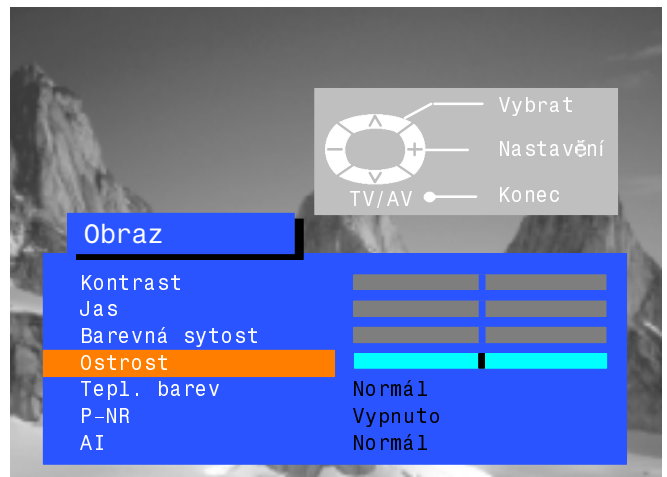 Vybrat
Nastavění
TV/AV Konec
Obraz
Kontrast
Jas
Barevná sytost
Ostrost
Tepl. barev Normál
P-NR Vypnuto
AI Normál